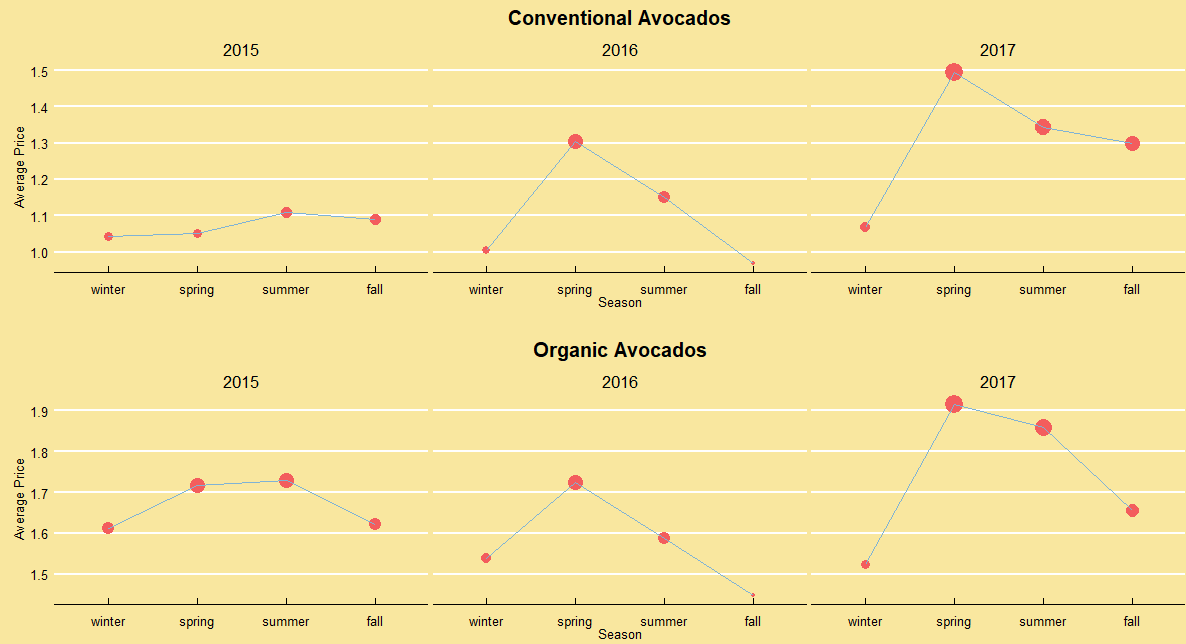 Conventional Avocados
2015 2016 2017
Average Price
1.5
1.4
1.3
1.2
1.1
1.0
winter spring summer fall winter spring summer fall winter spring summer fall
Season
Organic Avocados
2015 2016 2017
Average Price
1.9
1.8
1.7
1.6
1.5
winter spring summer fall winter spring summer fall winter spring summer fall
Season